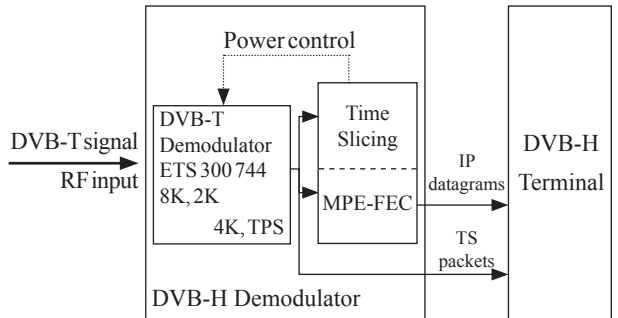 Power control
DVB-T signal
RF input
DVB-T
Demodulator
ETS 300 744
8K, 2K
4K, TPS
Time
Slicing
MPE-FEC
IP
datagrams
TS
packets
DVB-H
Terminal
DVB-H Demodulator